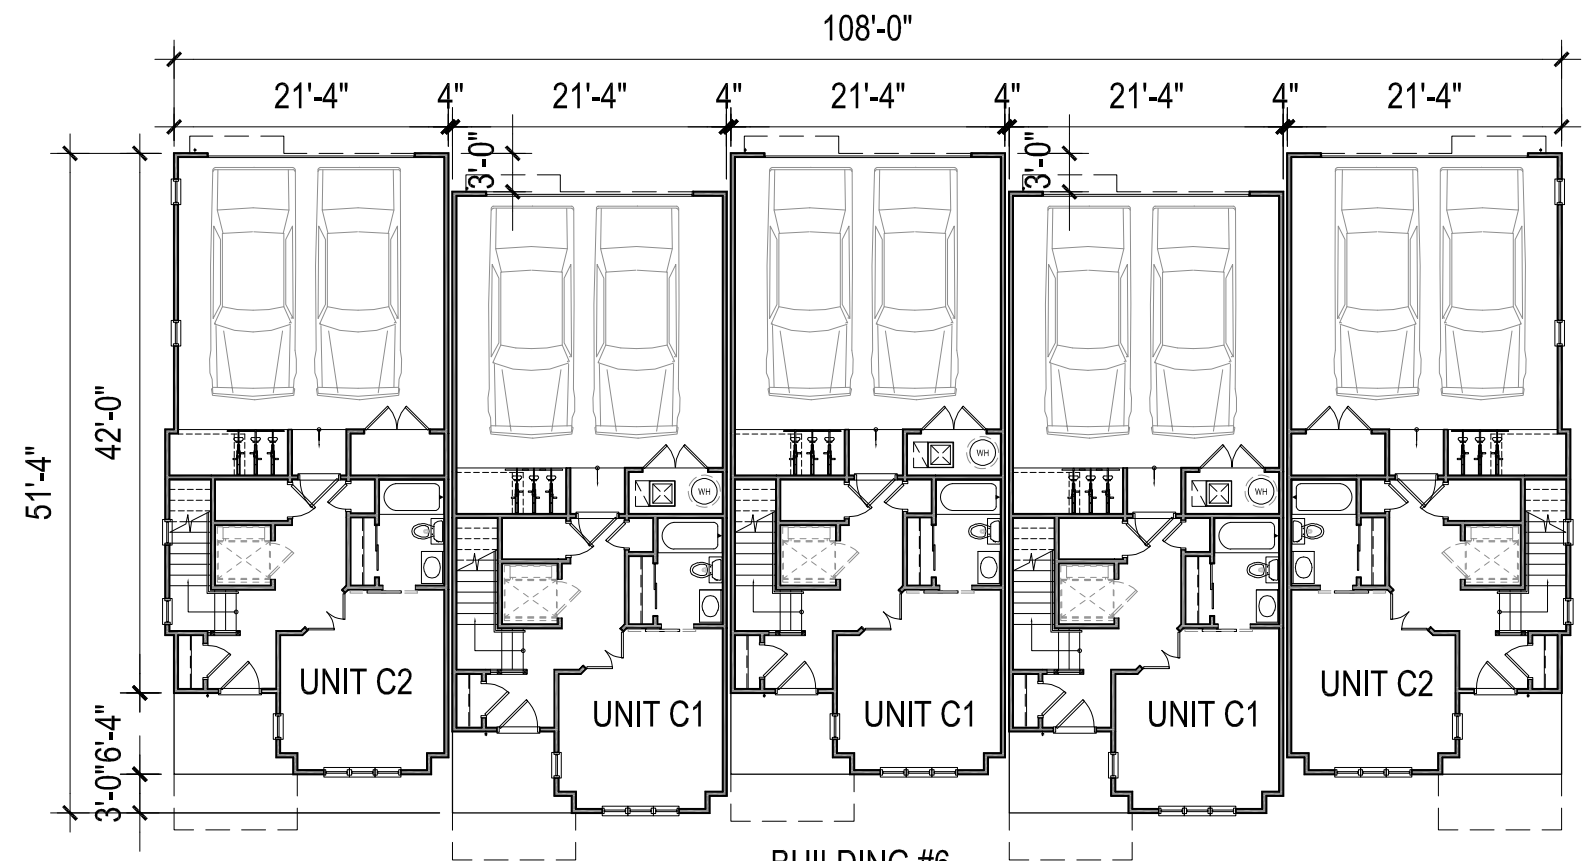 108'-0"
21'-4" 4" 21'-4" 4" 21'-4" 4" 21'-4" 4" 21'-4"
3'-0" 3'-0"
42'-0"
51'-4"
WH
WH WH
UNIT C2 UNIT C2
UNIT C1 UNIT C1 UNIT C1
6'-4"
3'-0"
BUILDING #6